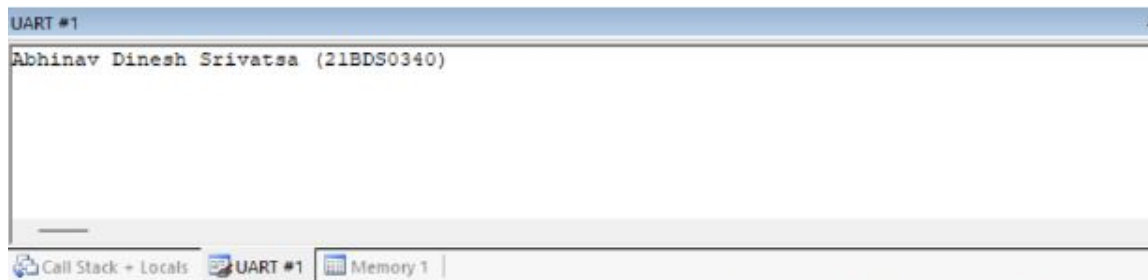 UART #1
Abhinav Dinesh Srivatsa (21BDS0340)
Call Stack + Locals UART #1 Memory 1